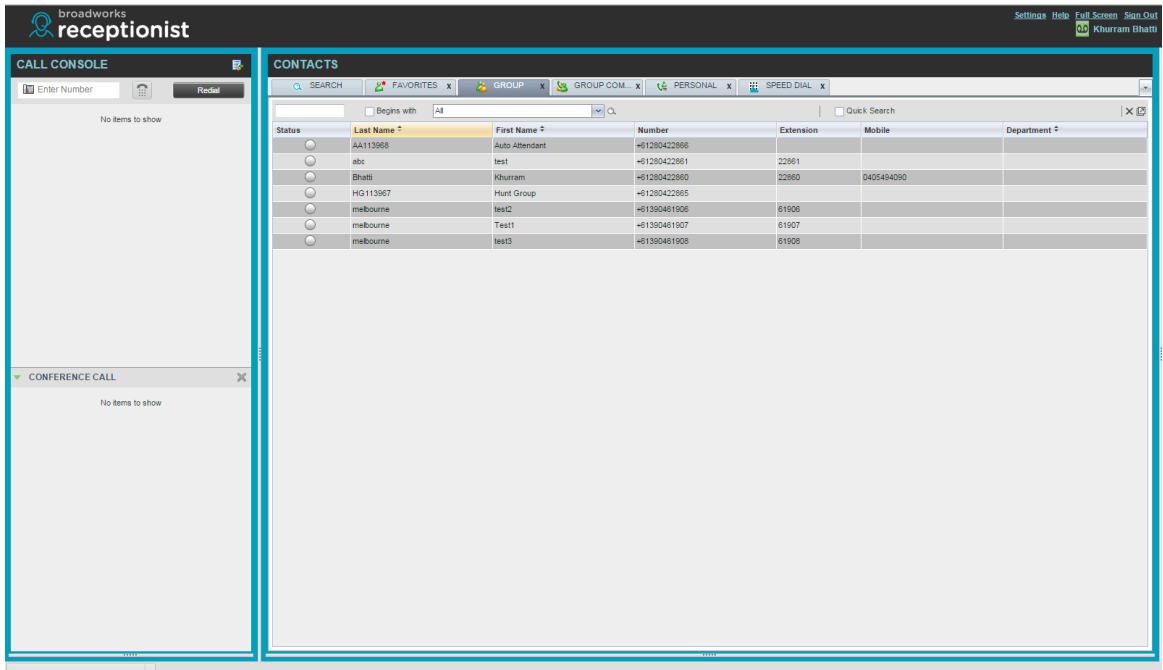 broadworks
receptionist
Settings Help Full Screen Sign Out
Khurram Bhatti
CALL CONSOLE
Enter Number Redial
No items to show
CONFERENCE CALL
No items to show
CONTACTS
SEARCH FAVORITES x GROUP x GROUP COM... x PERSONAL x SPEED DIAL x
Begins with All Quick Search
Status Last Name First Name Number Extension Mobile Department
AA113968 Auto Attendant +61280422866
abc test +61280422861 22861
Bhatti Khurram +61280422860 22860 0405494090
HG113967 Hunt Group +61280422865
melbourne test2 +61390461906 61906
melbourne Test1 +61390461907 61907
melbourne test3 +61390461908 61908